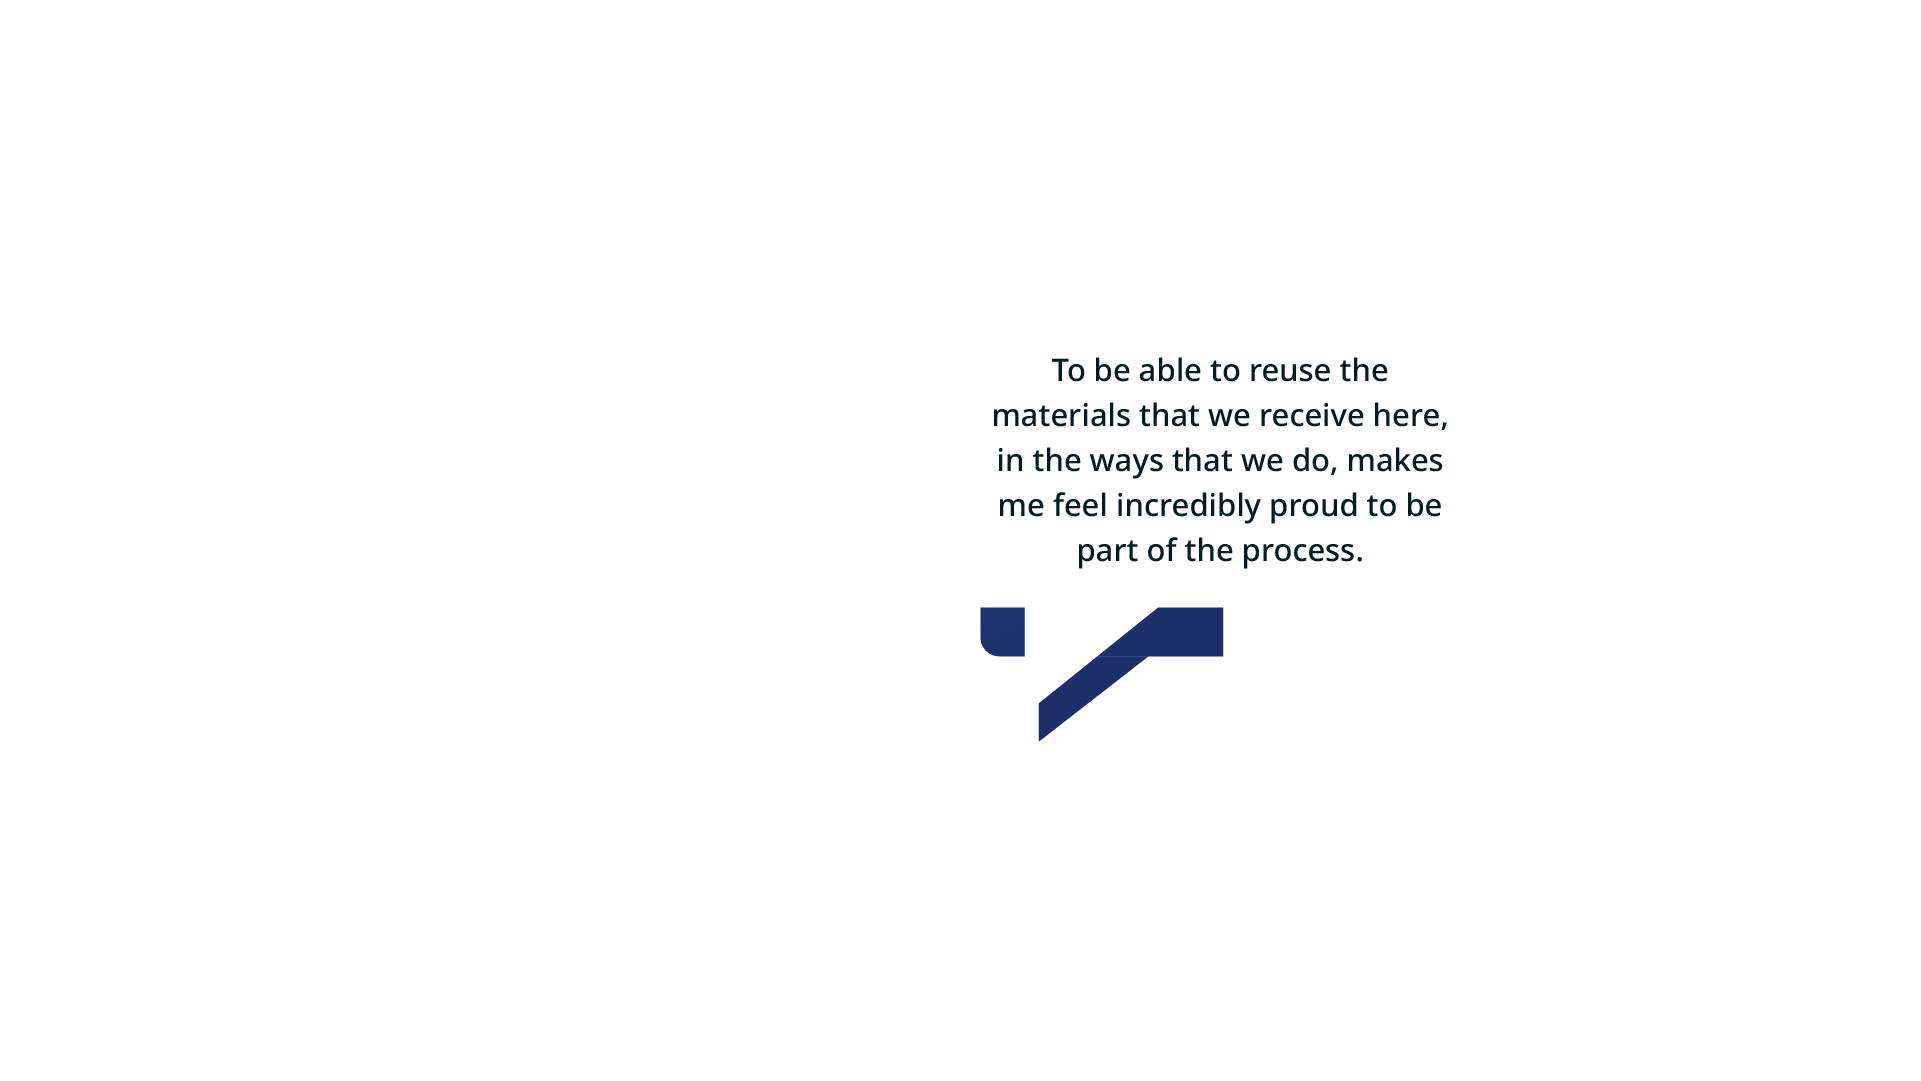 To be able to reuse the
materials that we receive here,
in the ways that we do, makes
me feel incredibly proud to be
part of the process.